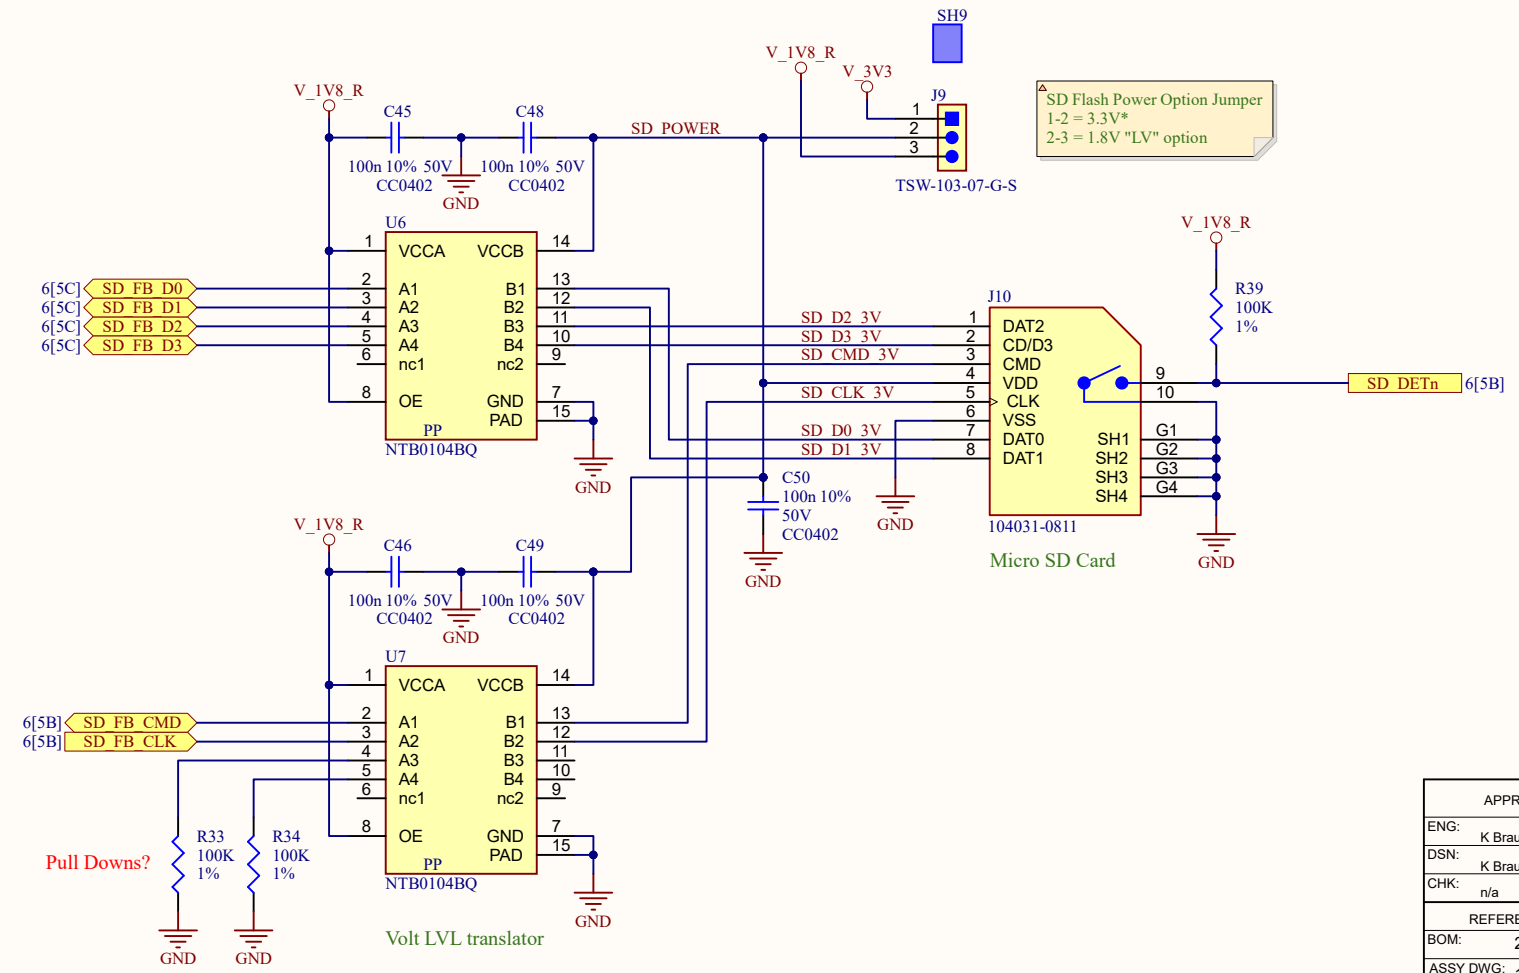 SH9
V_1V8_R
V_3V3
J9
1
2
3
TSW-103-07-G-S
SD Flash Power Option Jumper
1-2 = 3.3V*
2-3 = 1.8V "LV" option
V_1V8_R
C45
100n 10% 50V
CC0402
C48
100n 10% 50V
CC0402
GND
SD_POWER
U6
1 VCCA VCCB 14
6[5C] SD_FB_D0 2 A1 B1 13
6[5C] SD_FB_D1 3 A2 B2 12
6[5C] SD_FB_D2 4 A3 B3 11
6[5C] SD_FB_D3 5 A4 B4 10
6 nc1 nc2 9
8 OE GND 7
PAD 15
PP
NTB0104BQ
GND
V_1V8_R
R39
100K
1%
J10
SD_D2_3V 1 DAT2
SD_D3_3V 2 CD/D3
SD_CMD_3V 3 CMD
4 VDD 9
SD_CLK_3V 5 CLK 10
6 VSS
SD_D0_3V 7 DAT0 SH1 G1
SD_D1_3V 8 DAT1 SH2 G2
SH3 G3
SH4 G4
104031-0811
Micro SD Card
SD_DETn 6[5B]
GND
GND
C50
100n 10%
50V
CC0402
GND
V_1V8_R
C46
100n 10% 50V
CC0402
C49
100n 10% 50V
CC0402
GND
U7
1 VCCA VCCB 14
6[5B] SD_FB_CMD 2 A1 B1 13
6[5B] SD_FB_CLK 3 A2 B2 12
4 A3 B3 11
5 A4 B4 10
6 nc1 nc2 9
8 OE GND 7
PAD 15
PP
NTB0104BQ
GND
Pull Downs?
R33
100K
1%
R34
100K
1%
GND
GND
Volt LVL translator
APPR
ENG:
K Brau
DSN:
K Brau
CHK:
n/a
REFERE
BOM:
2
ASSY DWG: